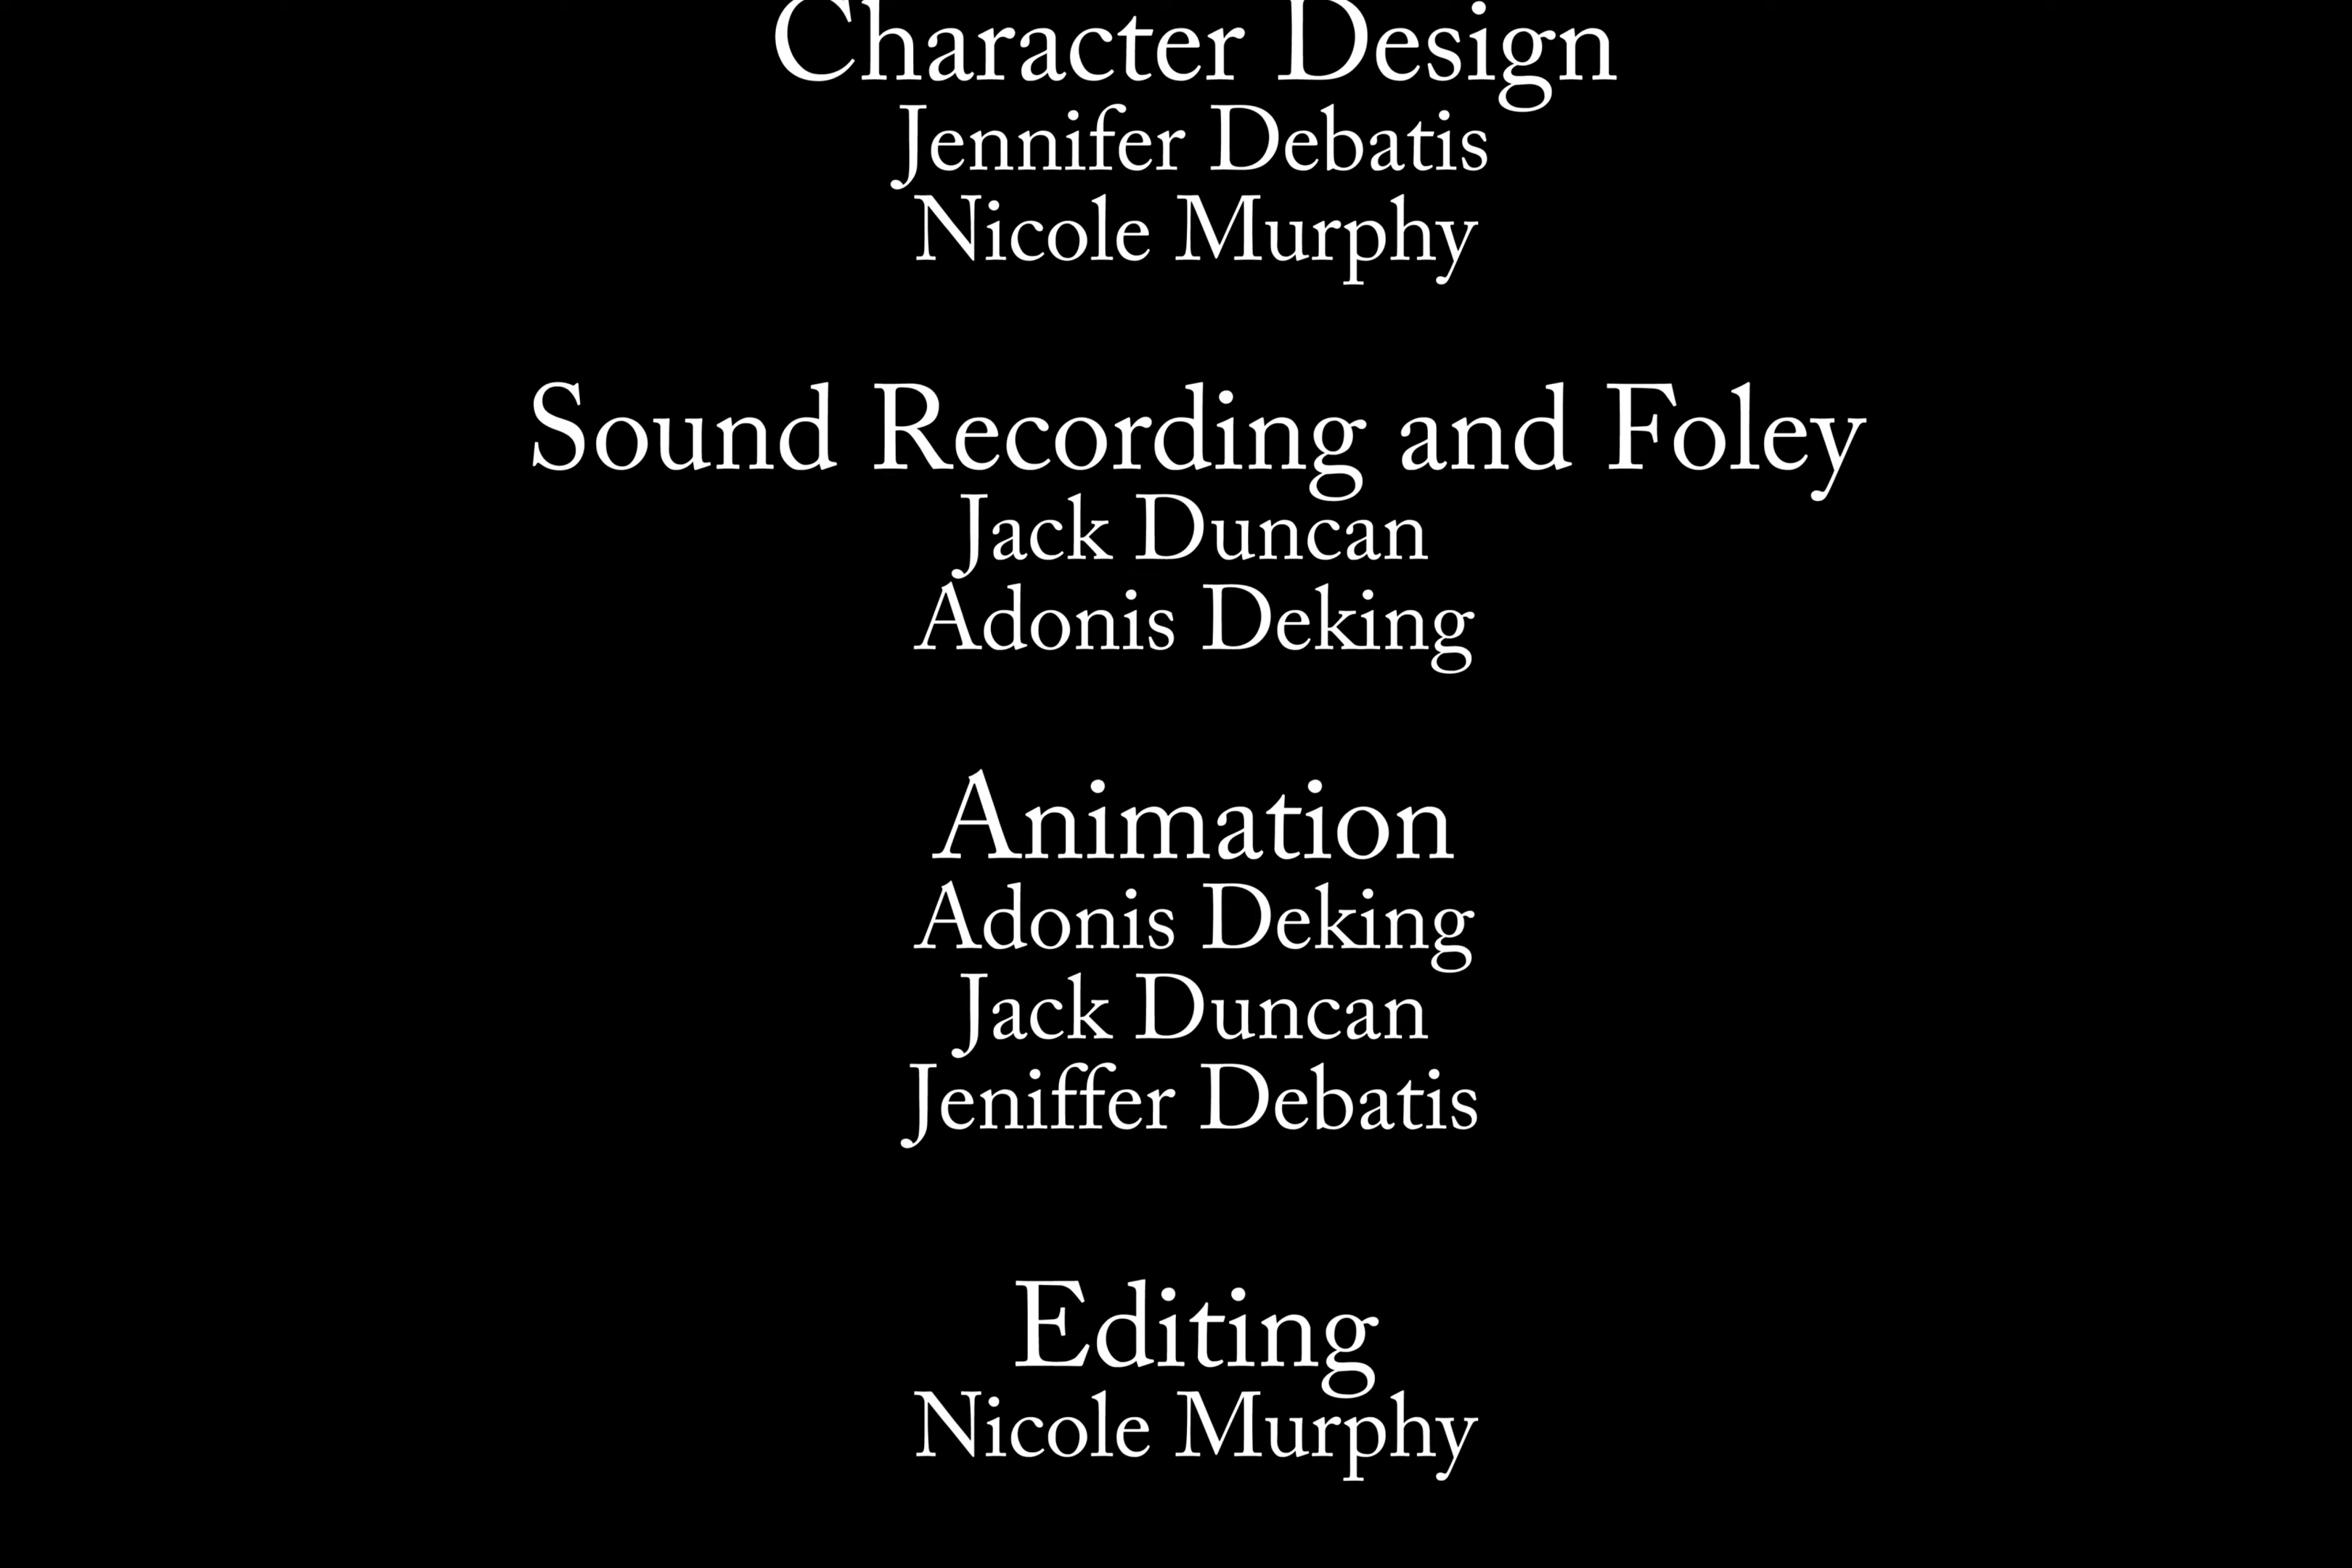 Character Design
Jennifer Debatis
Nicole Murphy
Sound Recording and Foley
Jack Duncan
Adonis Deking
Animation
Adonis Deking
Jack Duncan
Jeniffer Debatis
Editing
Nicole Murphy